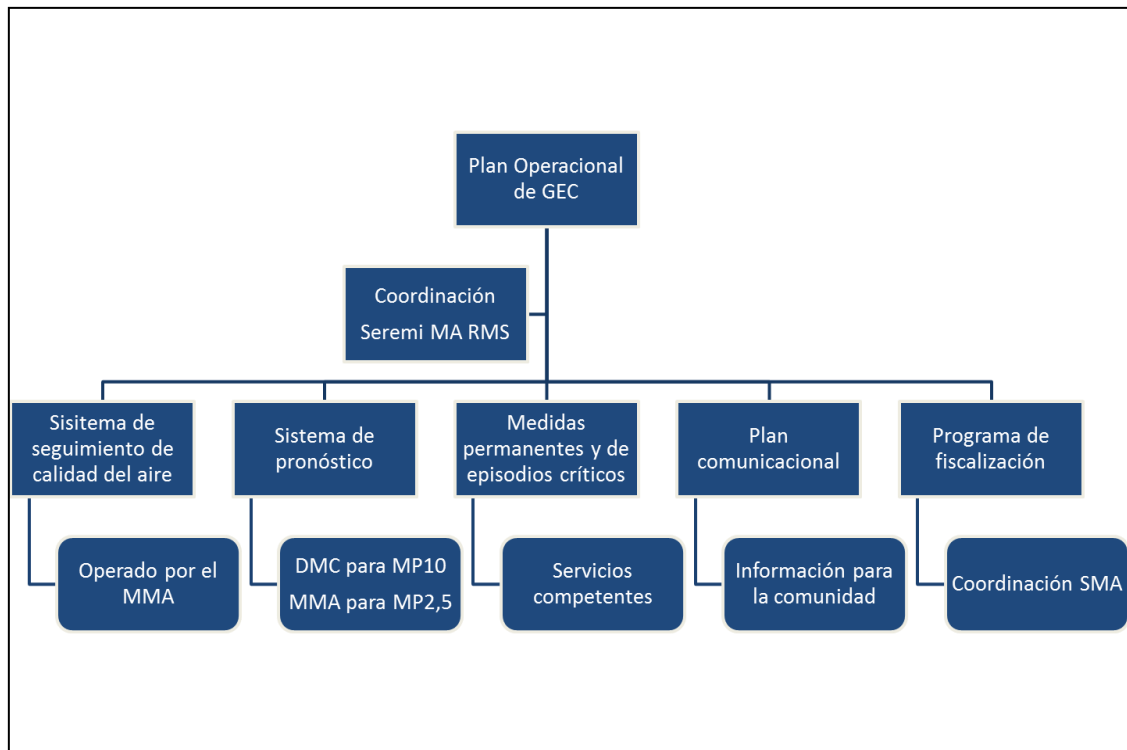 Plan Operacional
de GEC
Coordinación
Seremi MA RMS
Sisitema de
seguimiento de
calidad del aire
Sistema de
pronóstico
Medidas
permanentes y de
episodios críticos
Plan
comunicacional
Programa de
fiscalización
Operado por el
MMA
DMC para MP10
MMA para MP2,5
Servicios
competentes
Información para
la comunidad
Coordinación SMA